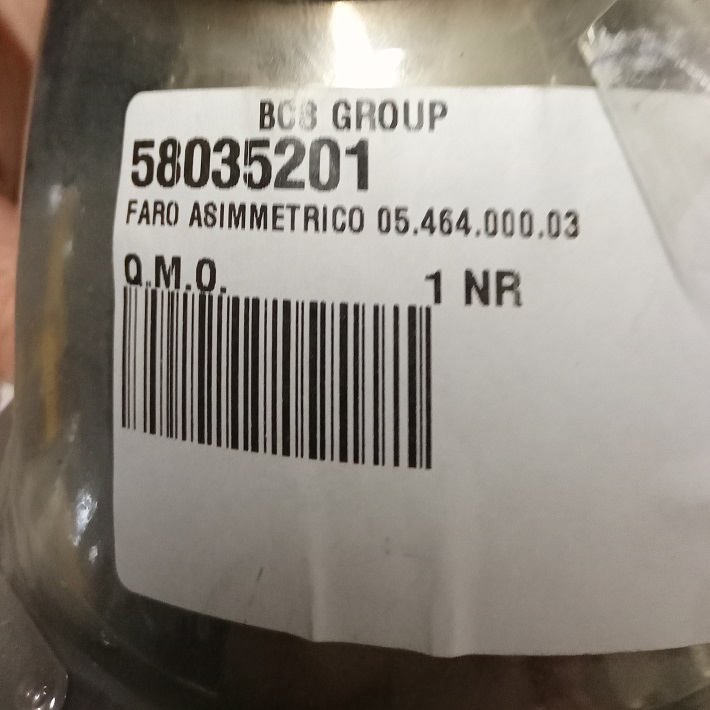 BCS GROUP
58035201
FARO ASIMMETRICO 05.464.000.03
Q.M.O. 1 NR